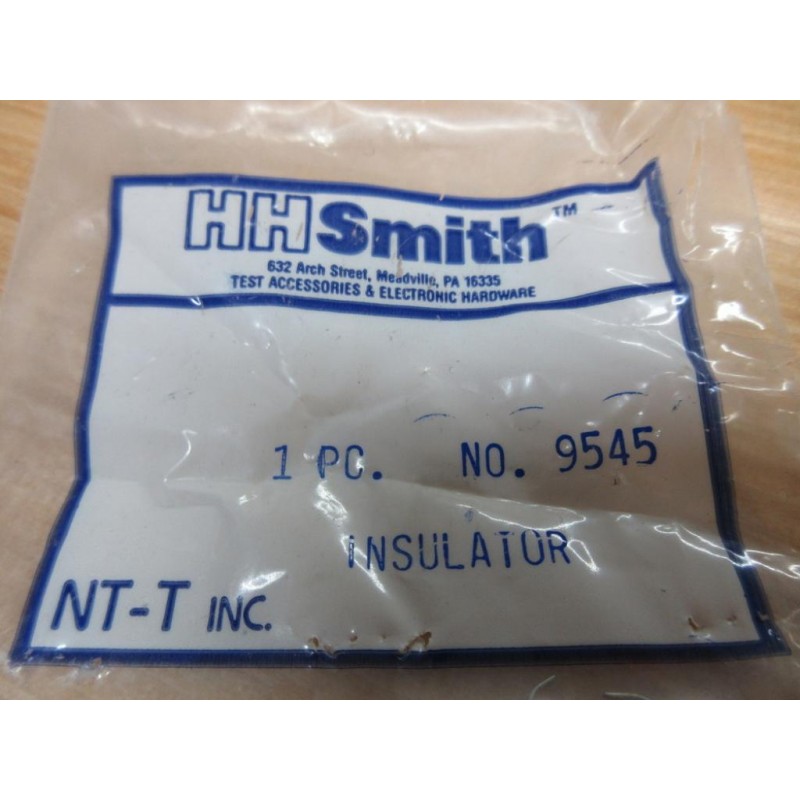 HHSmith™
632 Arch Street, Meadville, PA 16335
TEST ACCESSORIES & ELECTRONIC HARDWARE
1 PC. NO. 9545
INSULATOR
NT-T INC.